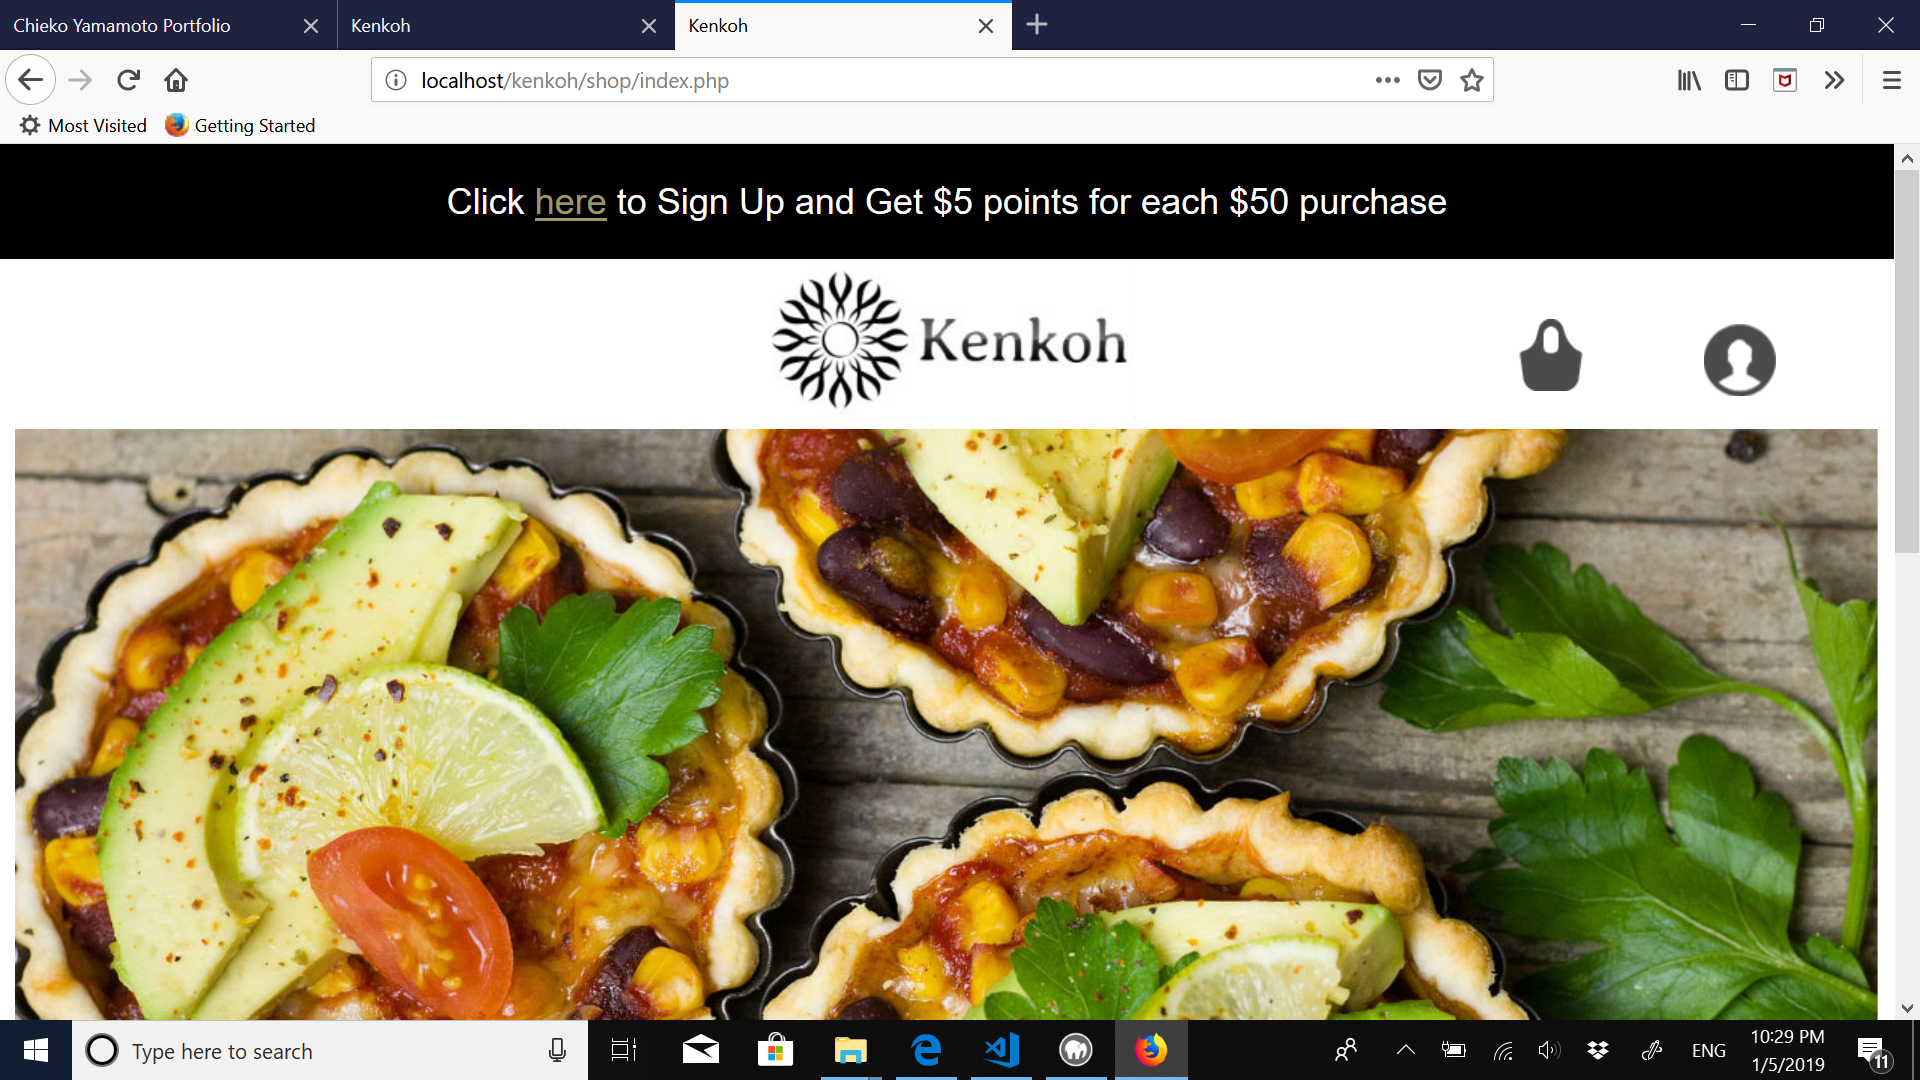 Chieko Yamamoto Portfolio
Kenkoh
Kenkoh
localhost/kenkoh/shop/index.php
Most Visited
Getting Started
Click here to Sign Up and Get $5 points for each $50 purchase
Kenkoh
Type here to search
ENG
10:29 PM
1/5/2019
11